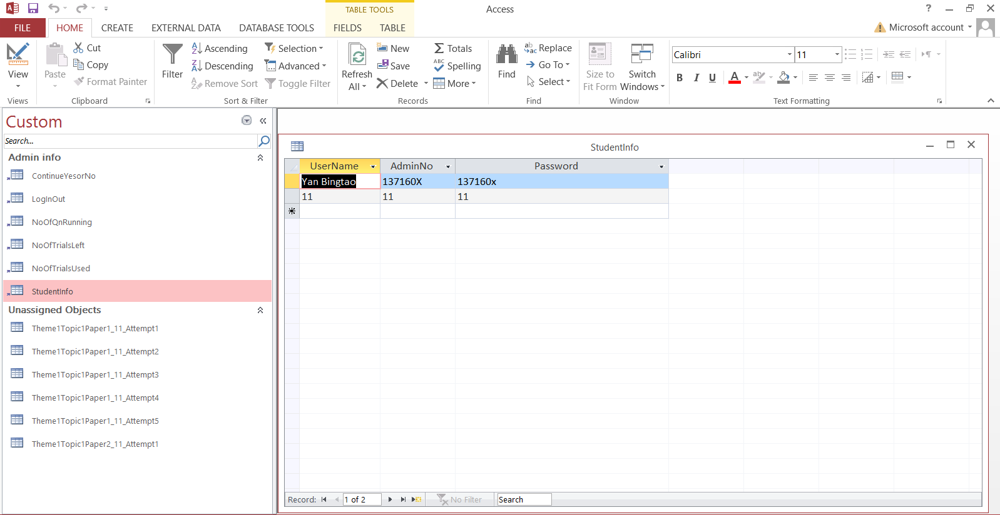 TABLE TOOLS
Access
?
FILE
HOME
CREATE
EXTERNAL DATA
DATABASE TOOLS
FIELDS
TABLE
Microsoft account
View
Views
Paste
Cut
Copy
Format Painter
Clipboard
Filter
Ascending
Descending
Remove Sort
Selection
Advanced
Toggle Filter
Sort & Filter
Refresh
All
New
Save
Delete
Totals
Spelling
More
Records
Find
Replace
Go To
Select
Find
Size to
Fit Form
Switch
Windows
Window
Calibri
11
B I U A
Text Formatting
Custom
Search...
Admin info
ContinueYesorNo
LogInOut
NoOfQnRunning
NoOfTrialsLeft
NoOfTrialsUsed
StudentInfo
Unassigned Objects
Theme1Topic1Paper1_11_Attempt1
Theme1Topic1Paper1_11_Attempt2
Theme1Topic1Paper1_11_Attempt3
Theme1Topic1Paper1_11_Attempt4
Theme1Topic1Paper1_11_Attempt5
Theme1Topic1Paper2_11_Attempt1
StudentInfo
UserName AdminNo Password
Yan Bingtao 137160X 137160x
11 11 11
Record: 1 of 2 No Filter Search